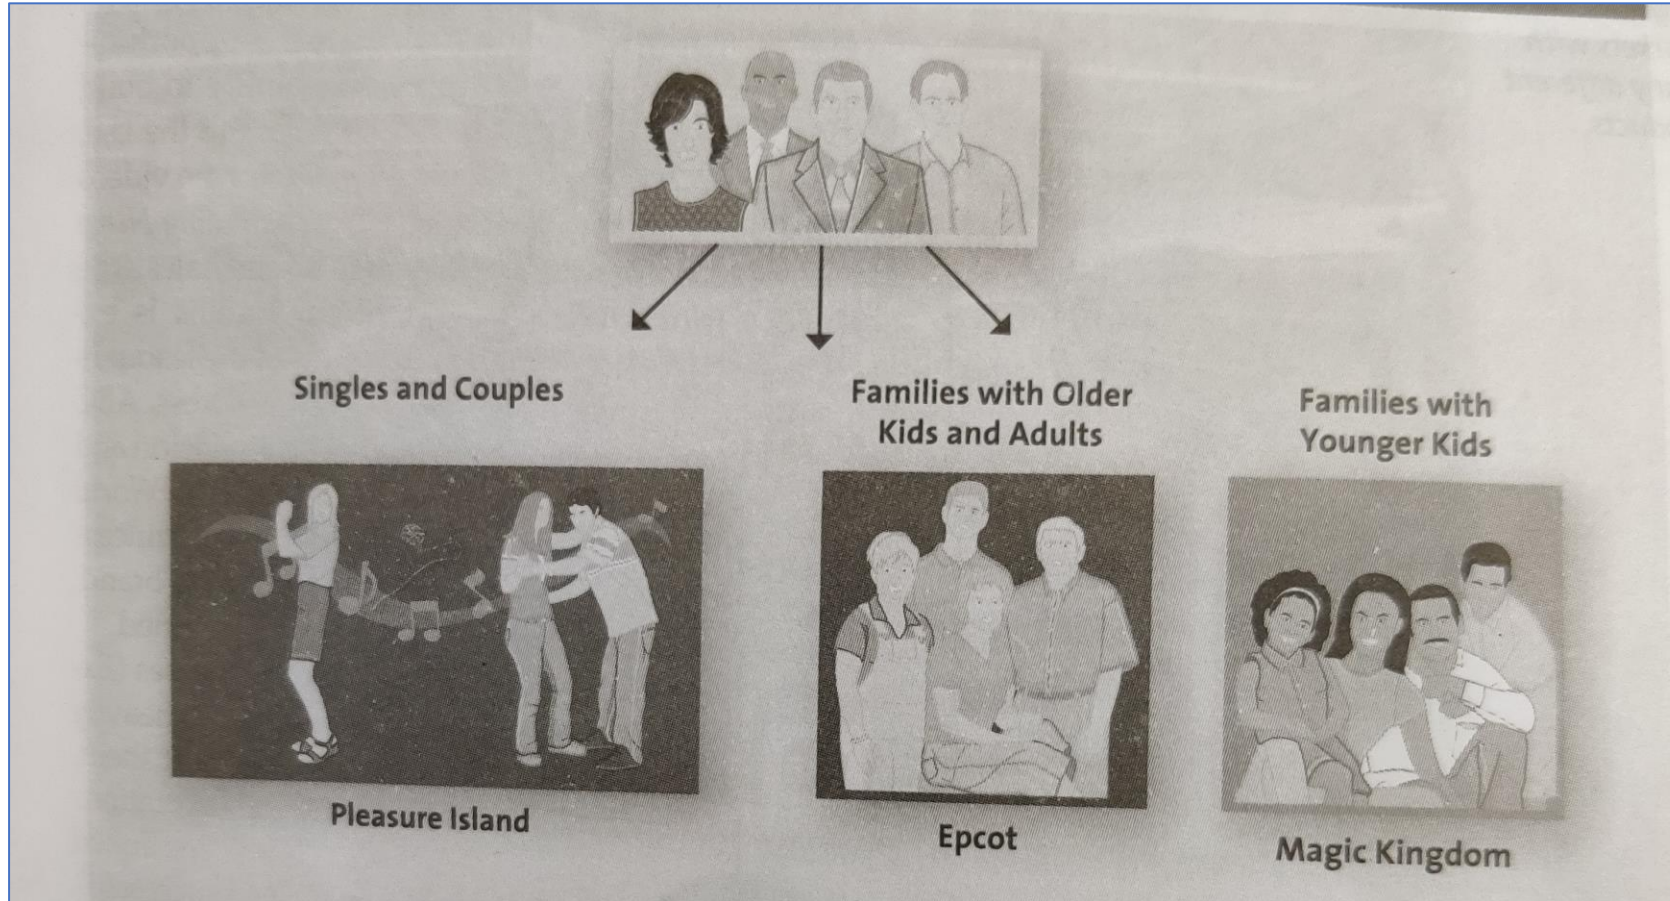 Singles and Couples
Families with Older
Kids and Adults
Families with
Younger Kids
Pleasure Island
Epcot
Magic Kingdom